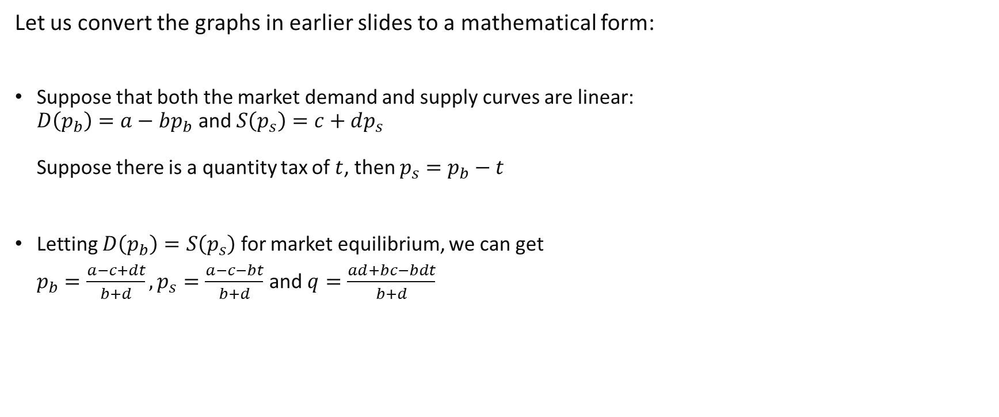 Let us convert the graphs in earlier slides to a mathematical form:
• Suppose that both the market demand and supply curves are linear:
D(p_b) = a − bp_b and S(p_s) = c + dp_s
Suppose there is a quantity tax of t, then p_s = p_b − t
• Letting D(p_b) = S(p_s) for market equilibrium, we can get
p_b = \frac{a−c+dt}{b+d}, p_s = \frac{a−c−bt}{b+d} and q = \frac{ad+bc−bdt}{b+d}